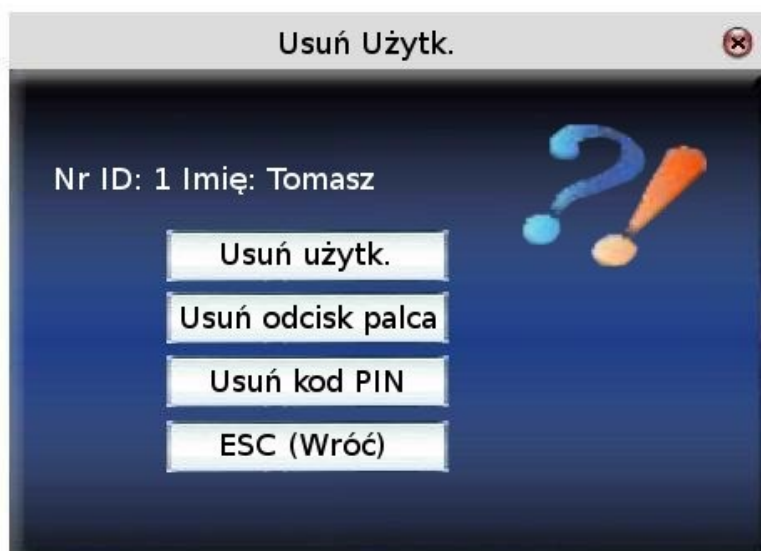 Usuń Użytk.
Nr ID: 1 Imię: Tomasz
Usuń użytk.
Usuń odcisk palca
Usuń kod PIN
ESC (Wróć)